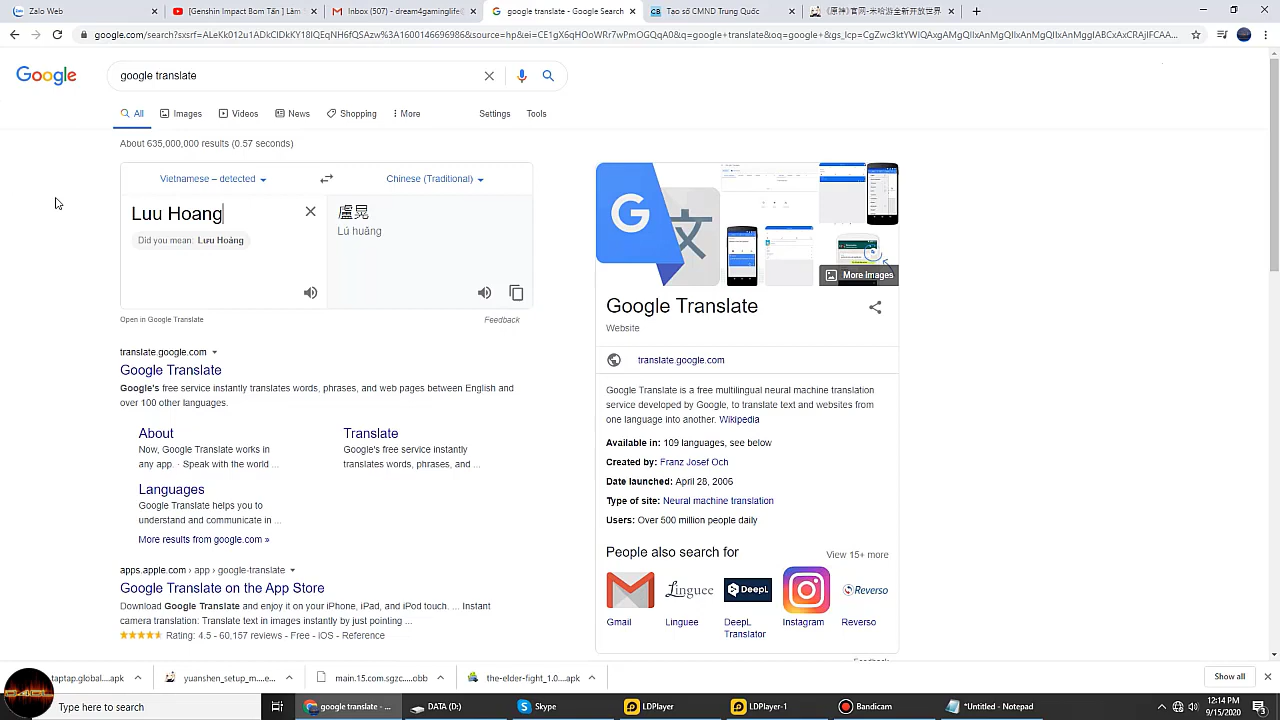 Zalo Web
[Genshin Impact Bom Tấn ] Làm
Inbox (70) - dream4gaminglife@
google translate - Google Search
Tạo số CMND Trung Quốc
google.com/search?sxsrf=ALeKk012u1ADkClDkKY18lQEqNH6fQSAzw%3A1600146696986&source=hp&ei=CE1gX6qHOoWRr7wPmOGQqA0&q=google+translate&oq=google+&gs_lcp=CgZwc3ktYWIQAxgAMgQIIxAnMgQIIxAnMgQIIxAnMggIABCxAxCRAjIFCAA...
Google
google translate
All
Images
Videos
News
Shopping
More
Settings
Tools
About 635,000,000 results (0.57 seconds)
Vietnamese – detected
Chinese (Traditional)
Luu Hoang
盧晃
Did you mean: Lưu Hoàng
Lú huǎng
Open in Google Translate
Feedback
translate.google.com
Google Translate
Google's free service instantly translates words, phrases, and web pages between English and
over 100 other languages.
About
Now, Google Translate works in
any app. · Speak with the world ...
Translate
Google's free service instantly
translates words, phrases, and ...
Languages
Google Translate helps you to
understand and communicate in ...
More results from google.com »
apps.apple.com › app › google-translate
Google Translate on the App Store
Download Google Translate and enjoy it on your iPhone, iPad, and iPod touch. ... Instant
camera translation: Translate text in images instantly by just pointing ...
Rating: 4.5 - 60,157 reviews - Free - iOS - Reference
G 文
More images
Google Translate
Website
translate.google.com
Google Translate is a free multilingual neural machine translation
service developed by Google, to translate text and websites from
one language into another. Wikipedia
Available in: 109 languages, see below
Created by: Franz Josef Och
Date launched: April 28, 2006
Type of site: Neural machine translation
Users: Over 500 million people daily
People also search for
View 15+ more
Linguee
DeepL
Reverso
Gmail
Linguee
DeepL
Translator
Instagram
Reverso
Feedback
taptap.global....apk
yuanshen_setup_m....e...
main.15.com.sgzc....obb
the-elder-fight_1.0....apk
Show all
Type here to search
google translate - ...
DATA (D:)
Skype
LDPlayer
LDPlayer-1
Bandicam
*Untitled - Notepad
12:14 PM
9/15/2020